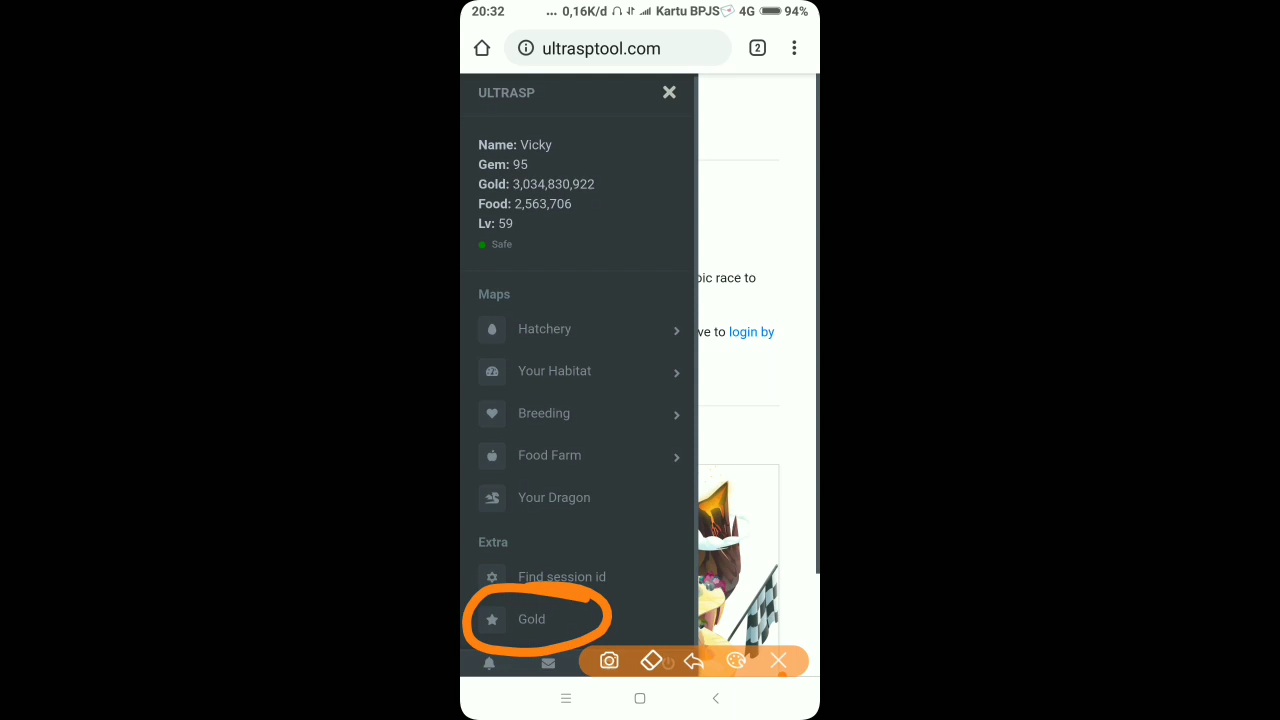 20:32 ... 0,16K/d Kartu BPJS 4G 94%
ultrasptool.com 2
ULTRASP
Name: Vicky
Gem: 95
Gold: 3,034,830,922
Food: 2,563,706
Lv: 59
Safe
Maps
Hatchery
Your Habitat
Breeding
Food Farm
Your Dragon
Extra
Find session id
Gold
race to
to login by